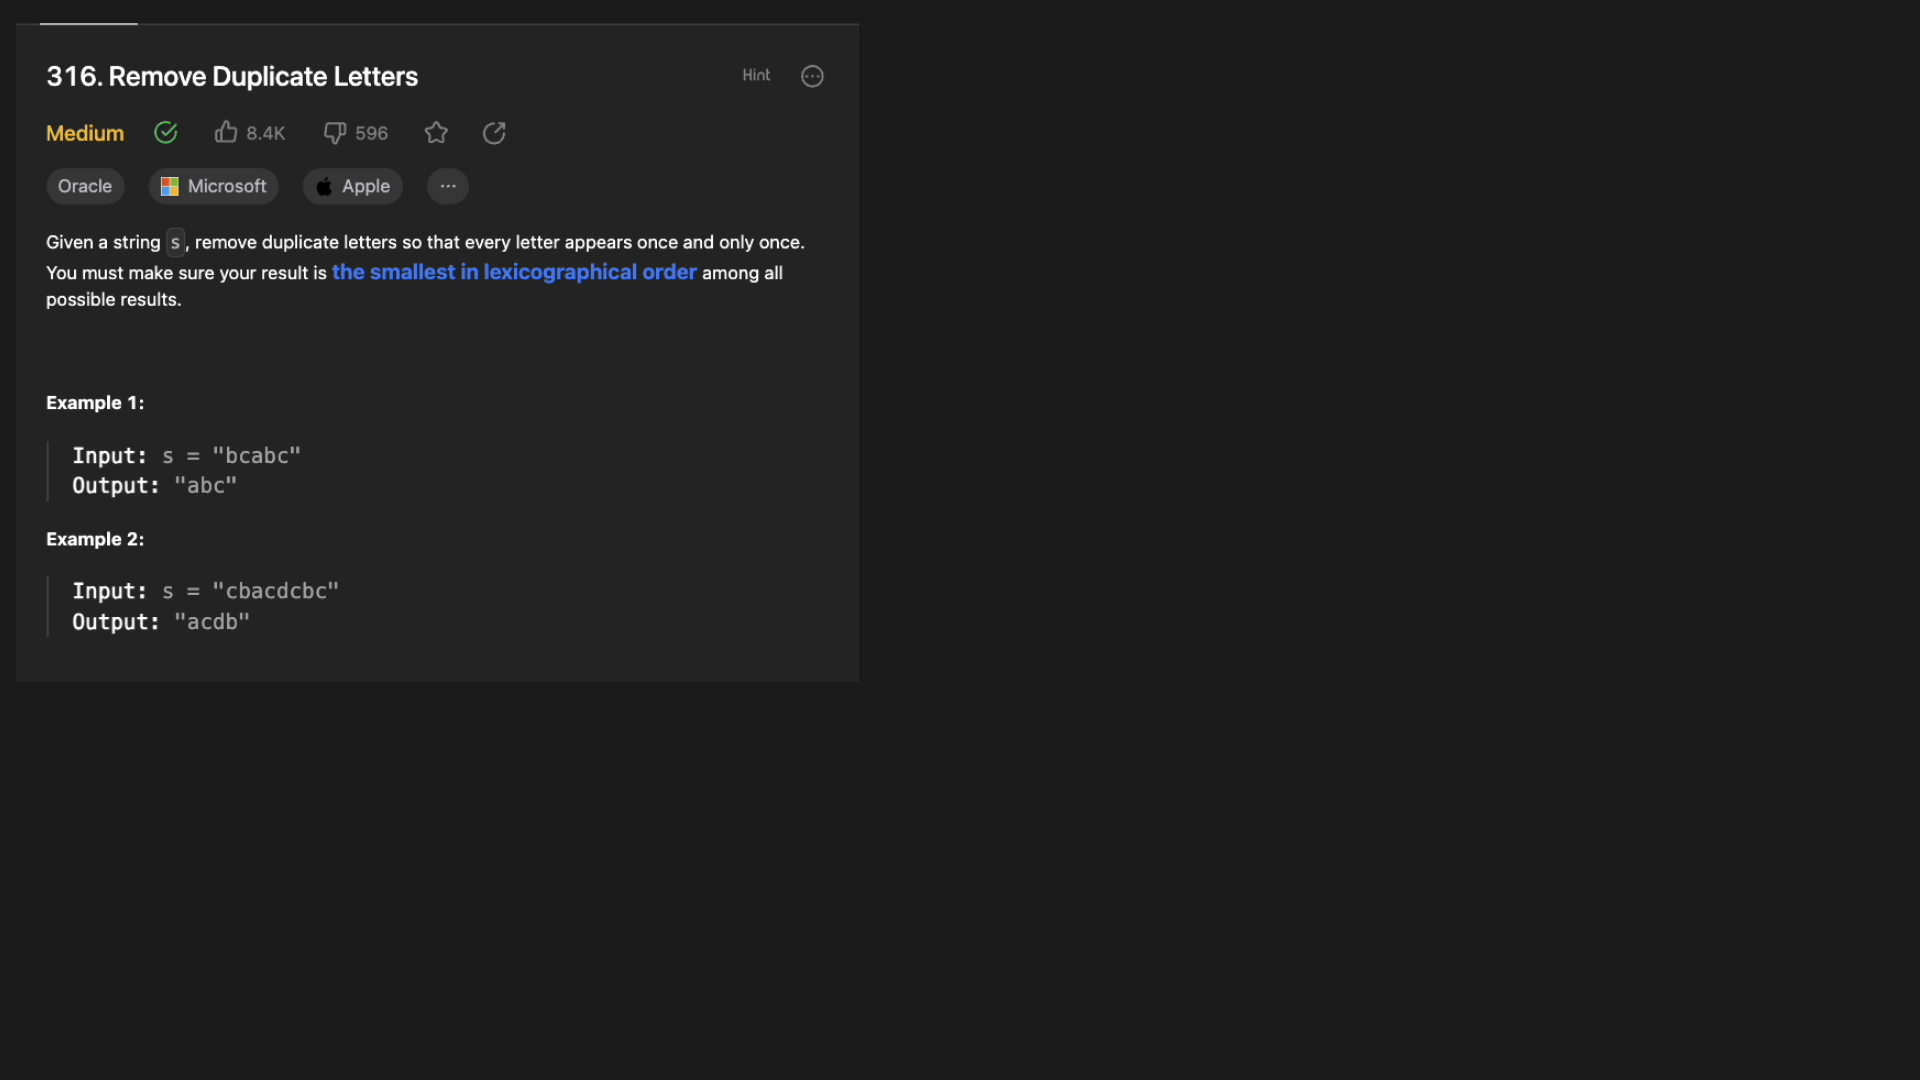 316. Remove Duplicate Letters
Hint
Medium 8.4K 596
Oracle Microsoft Apple ...
Given a string s, remove duplicate letters so that every letter appears once and only once.
You must make sure your result is the smallest in lexicographical order among all
possible results.
Example 1:
Input: s = "bcabc"
Output: "abc"
Example 2:
Input: s = "cbacdcbc"
Output: "acdb"